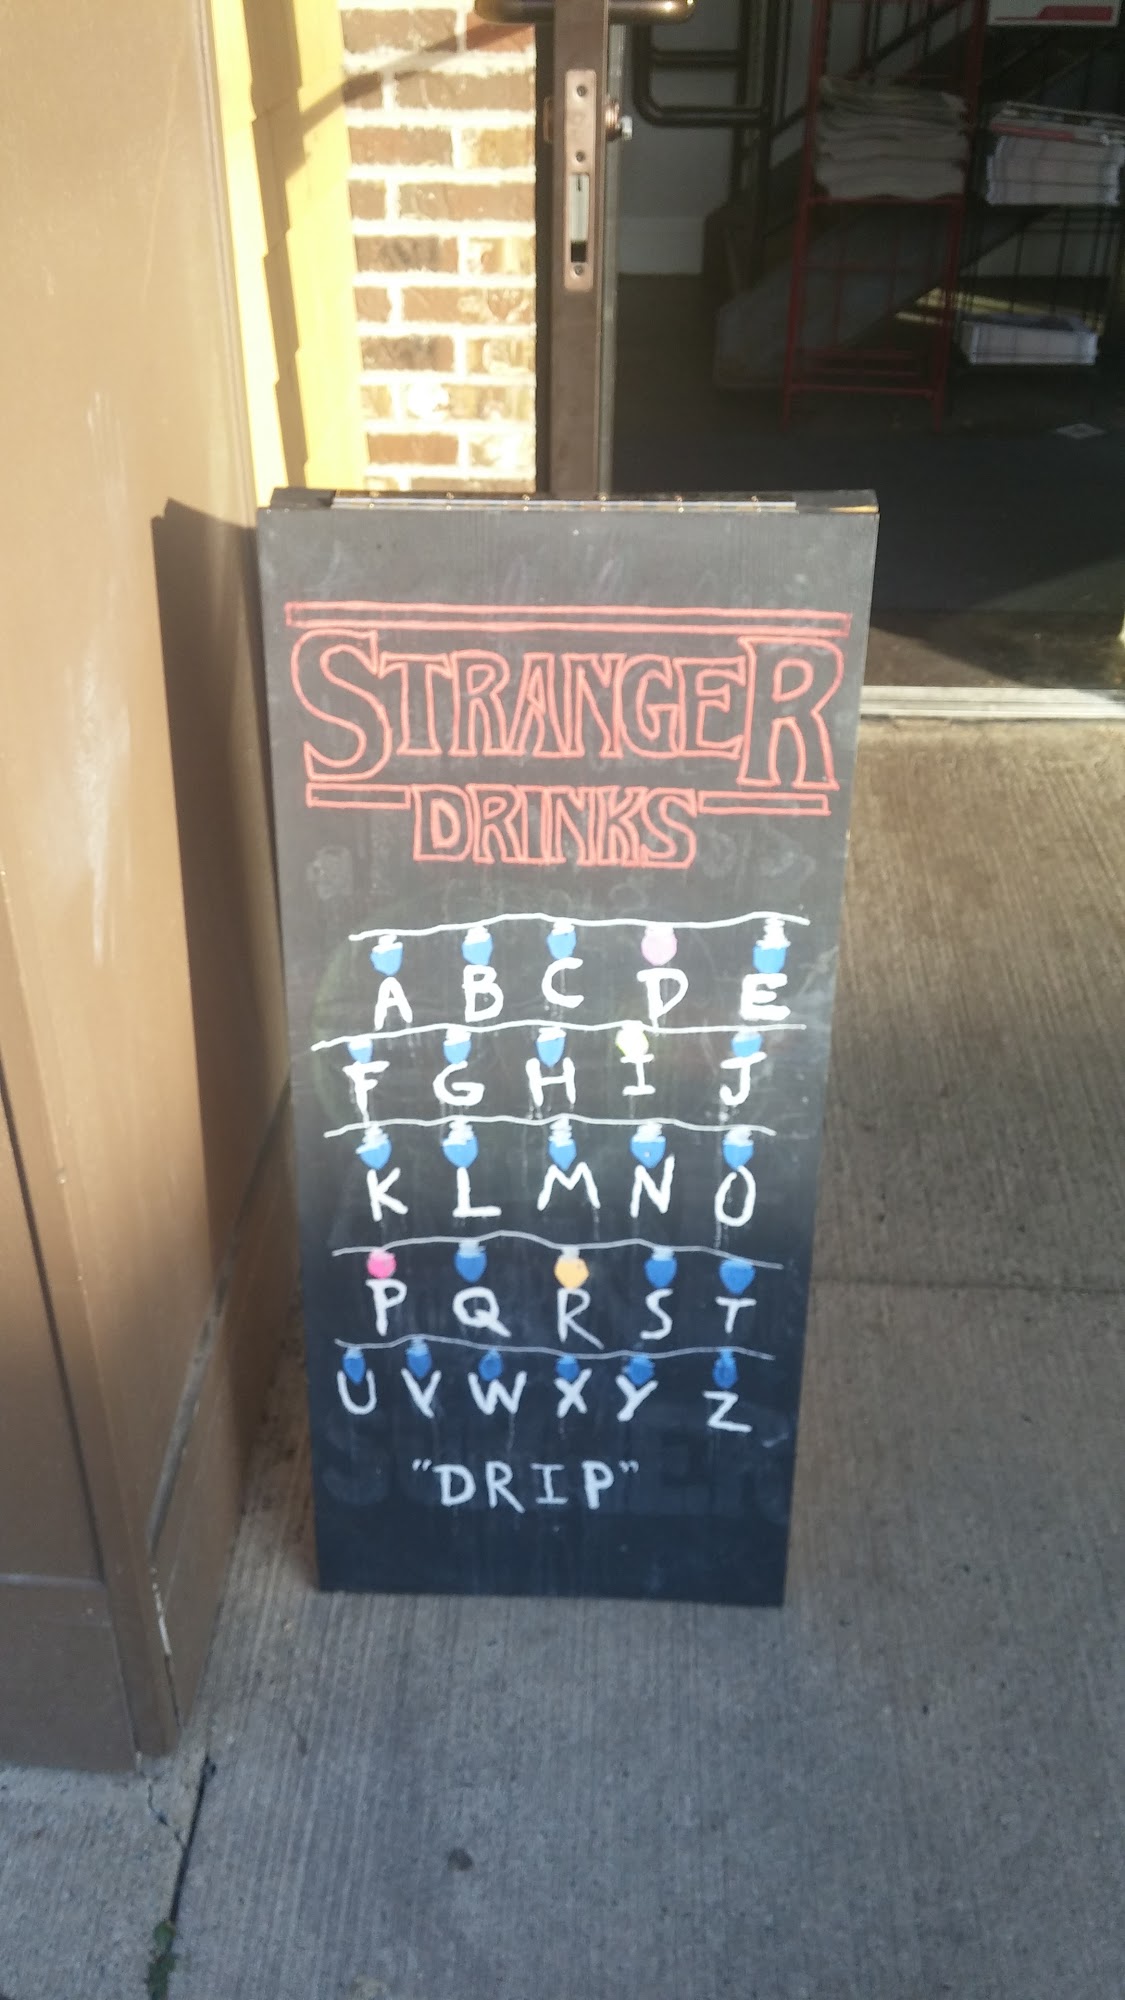 STRANGER
DRINKS
A B C D E
F G H I J
K L M N O
P Q R S T
U V W X Y Z
"DRIP"